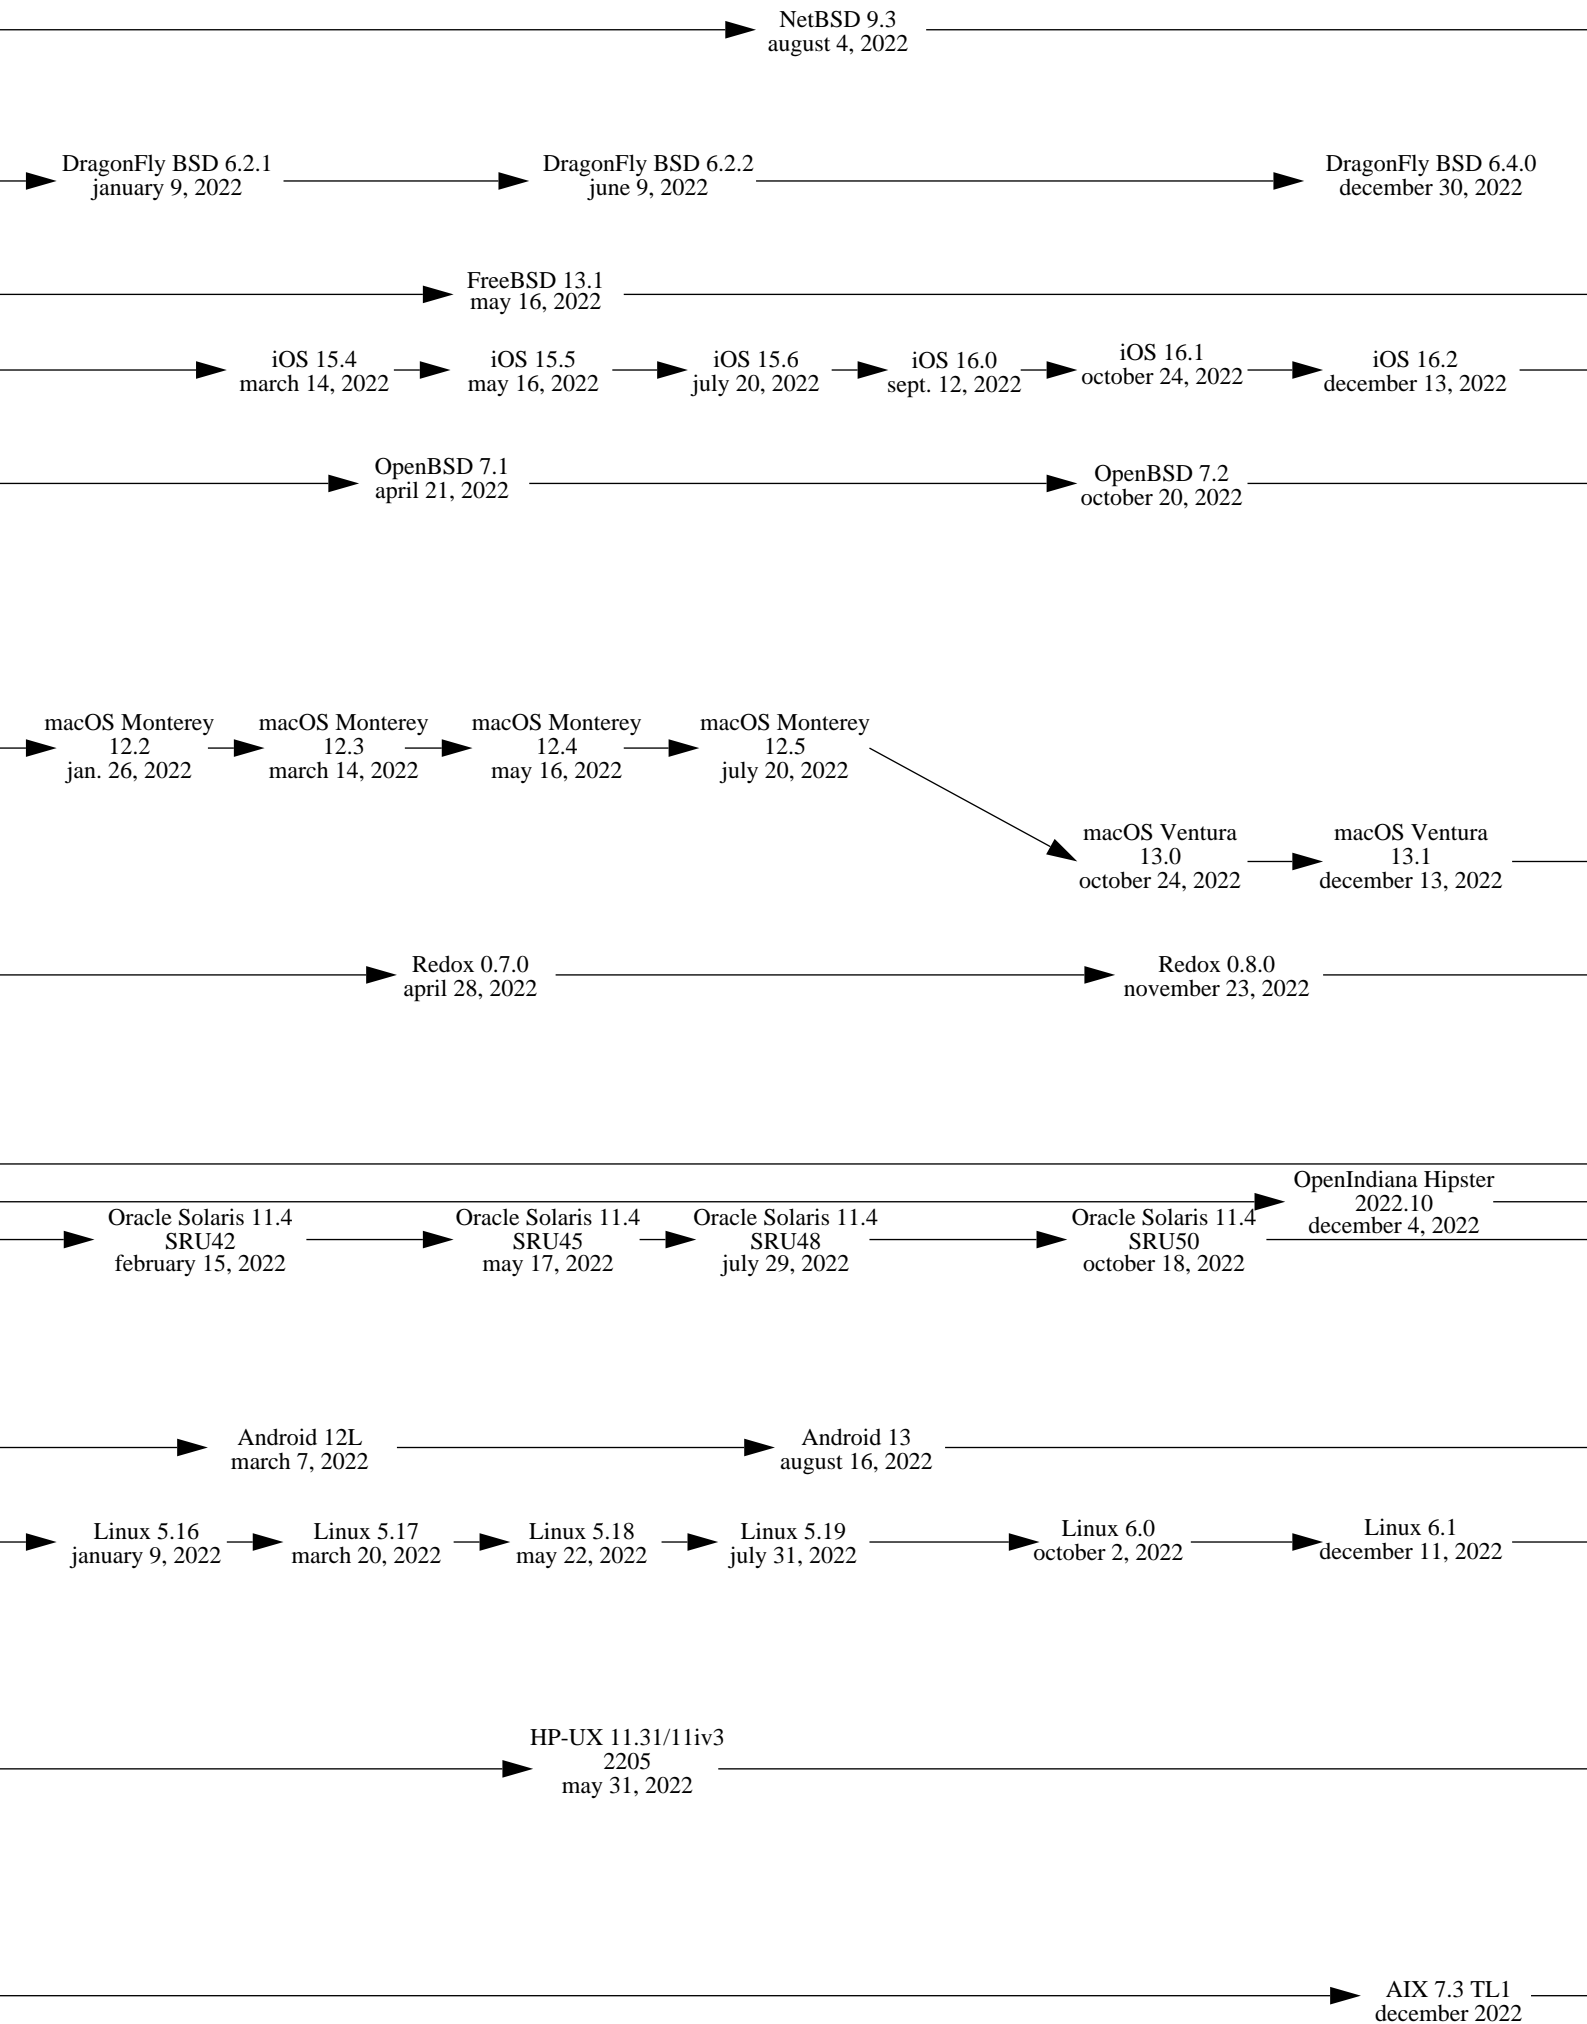 NetBSD 9.3
august 4, 2022
DragonFly BSD 6.2.1
january 9, 2022
DragonFly BSD 6.2.2
june 9, 2022
DragonFly BSD 6.4.0
december 30, 2022
FreeBSD 13.1
may 16, 2022
iOS 15.4
march 14, 2022
iOS 15.5
may 16, 2022
iOS 15.6
july 20, 2022
iOS 16.0
sept. 12, 2022
iOS 16.1
october 24, 2022
iOS 16.2
december 13, 2022
OpenBSD 7.1
april 21, 2022
OpenBSD 7.2
october 20, 2022
macOS Monterey
12.2
jan. 26, 2022
macOS Monterey
12.3
march 14, 2022
macOS Monterey
12.4
may 16, 2022
macOS Monterey
12.5
july 20, 2022
macOS Ventura
13.0
october 24, 2022
macOS Ventura
13.1
december 13, 2022
Redox 0.7.0
april 28, 2022
Redox 0.8.0
november 23, 2022
OpenIndiana Hipster
2022.10
december 4, 2022
Oracle Solaris 11.4
SRU42
february 15, 2022
Oracle Solaris 11.4
SRU45
may 17, 2022
Oracle Solaris 11.4
SRU48
july 29, 2022
Oracle Solaris 11.4
SRU50
october 18, 2022
Android 12L
march 7, 2022
Android 13
august 16, 2022
Linux 5.16
january 9, 2022
Linux 5.17
march 20, 2022
Linux 5.18
may 22, 2022
Linux 5.19
july 31, 2022
Linux 6.0
october 2, 2022
Linux 6.1
december 11, 2022
HP-UX 11.31/11iv3
2205
may 31, 2022
AIX 7.3 TL1
december 2022